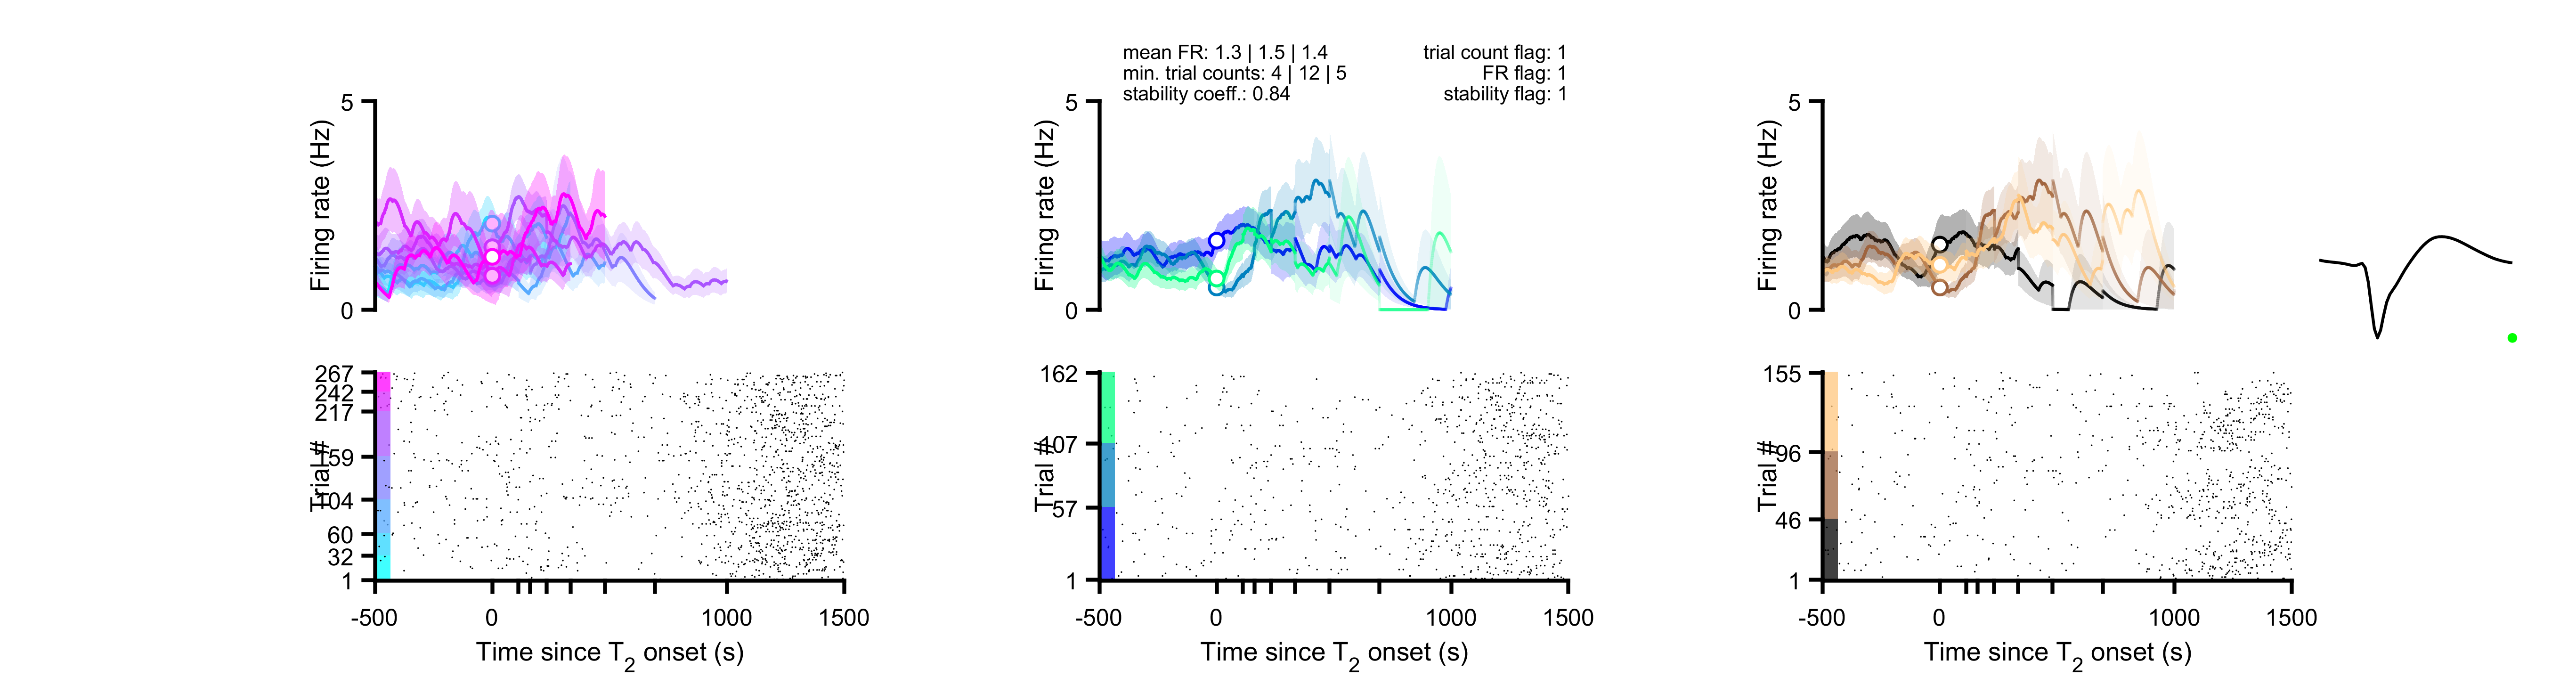 mean FR: 1.3 | 1.5 | 1.4
min. trial counts: 4 | 12 | 5
stability coeff.: 0.84
trial count flag: 1
FR flag: 1
stability flag: 1
5
0
Firing rate (Hz)
267
242
217
159
104
60
32
1
Trial #
-500
0
1000
1500
Time since T2 onset (s)
5
0
Firing rate (Hz)
162
107
57
1
Trial #
-500
0
1000
1500
Time since T2 onset (s)
5
0
Firing rate (Hz)
155
96
46
1
Trial #
-500
0
1000
1500
Time since T2 onset (s)